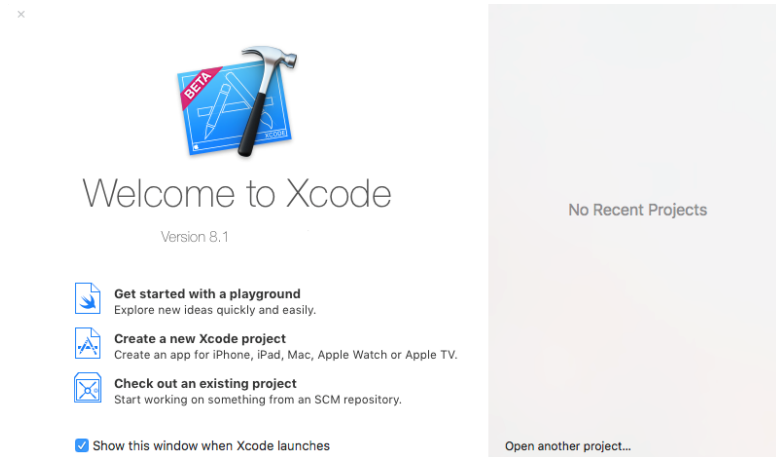 BETA
XCODE
Welcome to Xcode
Version 8.1
Get started with a playground
Explore new ideas quickly and easily.
Create a new Xcode project
Create an app for iPhone, iPad, Mac, Apple Watch or Apple TV.
Check out an existing project
Start working on something from an SCM repository.
Show this window when Xcode launches
No Recent Projects
Open another project...